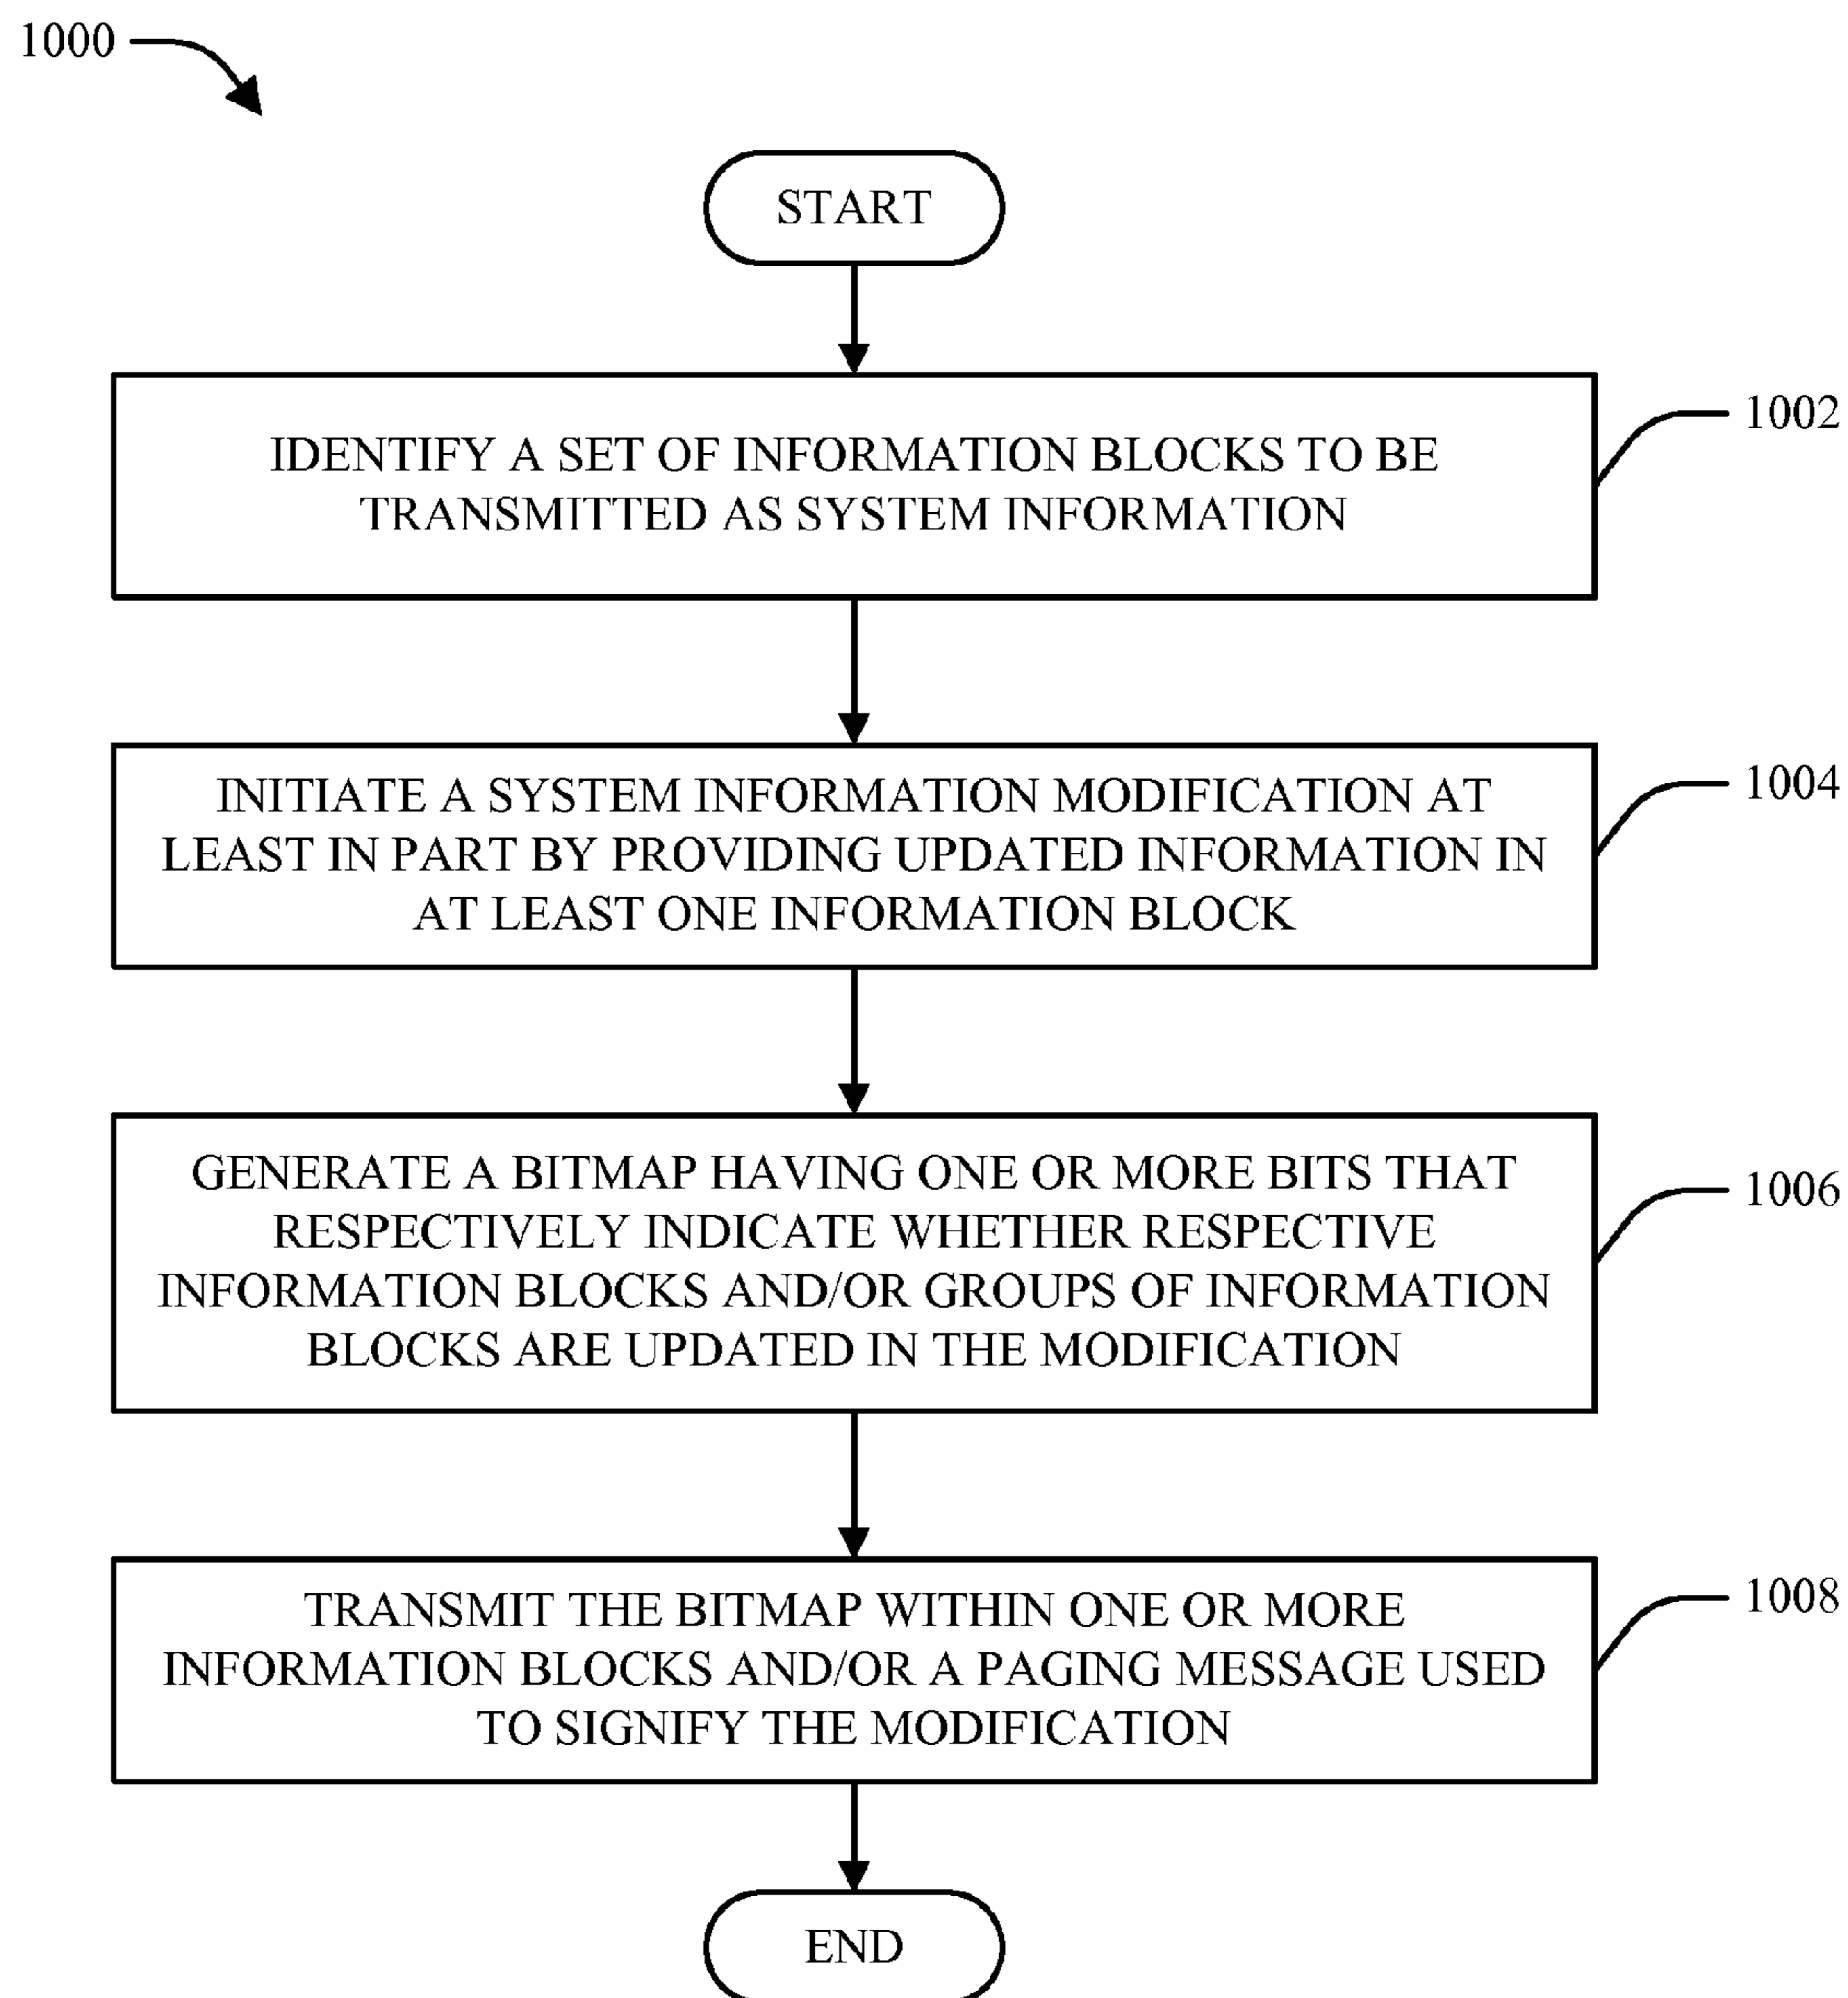 1000
START
IDENTIFY A SET OF INFORMATION BLOCKS TO BE
TRANSMITTED AS SYSTEM INFORMATION
1002
INITIATE A SYSTEM INFORMATION MODIFICATION AT
LEAST IN PART BY PROVIDING UPDATED INFORMATION IN
AT LEAST ONE INFORMATION BLOCK
1004
GENERATE A BITMAP HAVING ONE OR MORE BITS THAT
RESPECTIVELY INDICATE WHETHER RESPECTIVE
INFORMATION BLOCKS AND/OR GROUPS OF INFORMATION
BLOCKS ARE UPDATED IN THE MODIFICATION
1006
TRANSMIT THE BITMAP WITHIN ONE OR MORE
INFORMATION BLOCKS AND/OR A PAGING MESSAGE USED
TO SIGNIFY THE MODIFICATION
1008
END